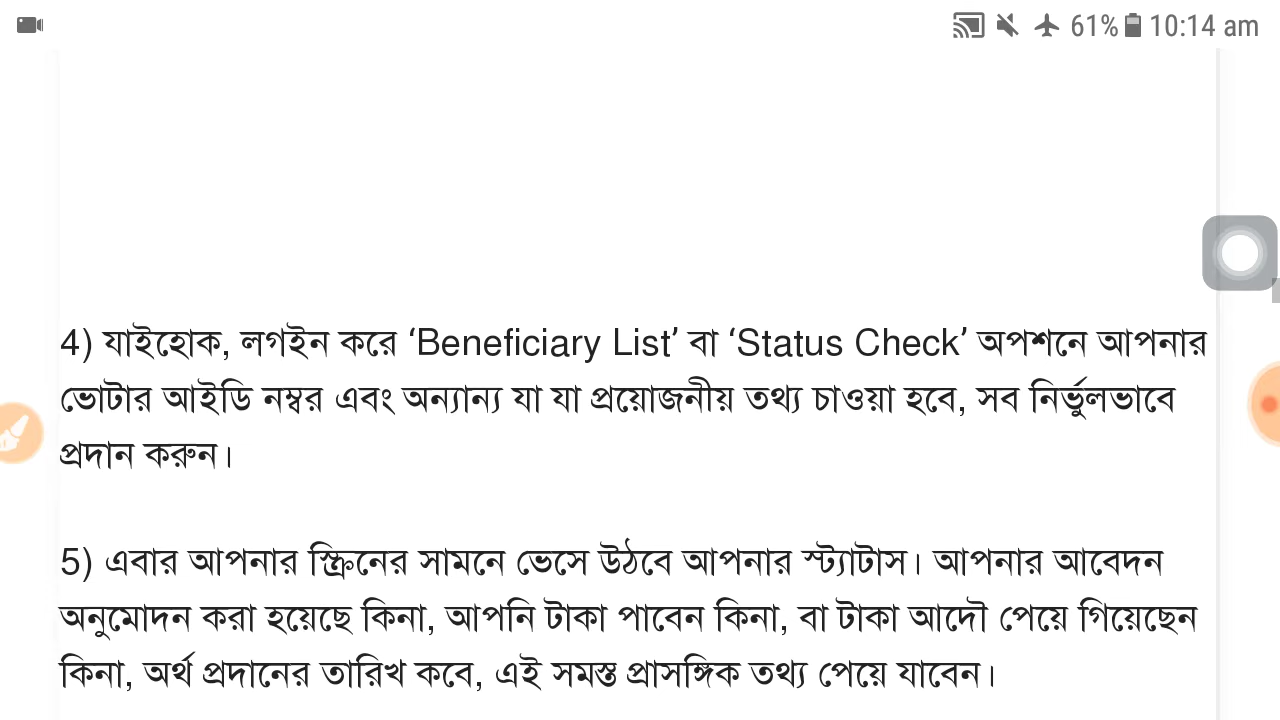 61% 10:14 am
4) যাইহোক, লগইন করে ‘Beneficiary List’ বা ‘Status Check’ অপশনে আপনার
ভোটার আইডি নম্বর এবং অন্যান্য যা যা প্রয়োজনীয় তথ্য চাওয়া হবে, সব নির্ভুলভাবে
প্রদান করুন।
5) এবার আপনার স্ক্রিনের সামনে ভেসে উঠবে আপনার স্ট্যাটাস। আপনার আবেদন
অনুমোদন করা হয়েছে কিনা, আপনি টাকা পাবেন কিনা, বা টাকা আদৌ পেয়ে গিয়েছেন
কিনা, অর্থ প্রদানের তারিখ কবে, এই সমস্ত প্রাসঙ্গিক তথ্য পেয়ে যাবেন।